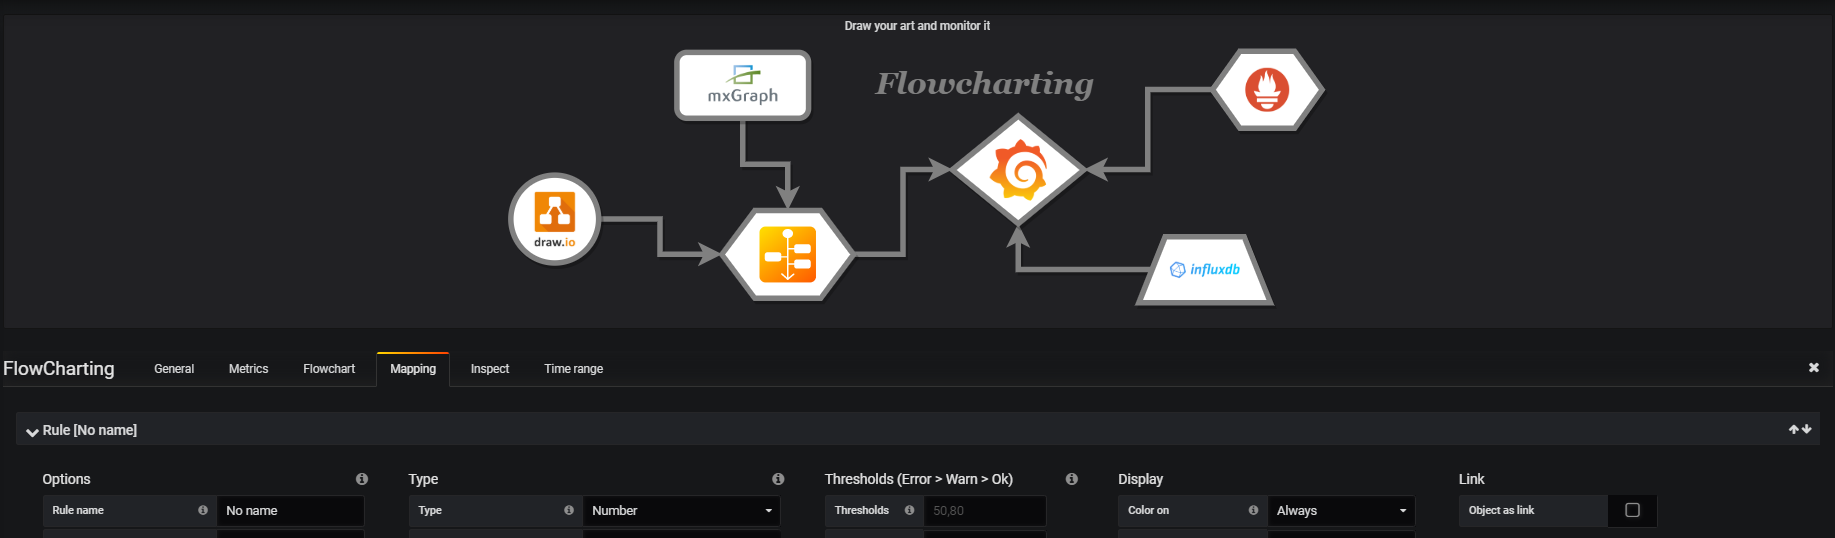 Draw your art and monitor it
mxGraph
Flowcharting
draw.io
influxdb
FlowCharting General Metrics Flowchart Mapping Inspect Time range
Rule [No name]
Options Type Thresholds (Error > Warn > Ok) Display Link
Rule name No name Type Number Thresholds 50,80 Color on Always Object as link